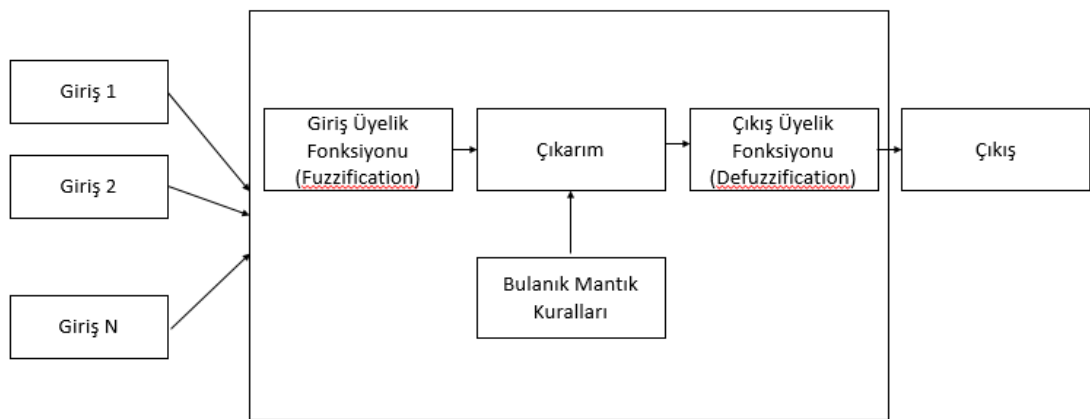 Giriş 1
Giriş 2
Giriş N
Giriş Üyelik
Fonksiyonu
(Fuzzification)
Çıkarım
Bulanık Mantık
Kuralları
Çıkış Üyelik
Fonksiyonu
(Defuzzification)
Çıkış